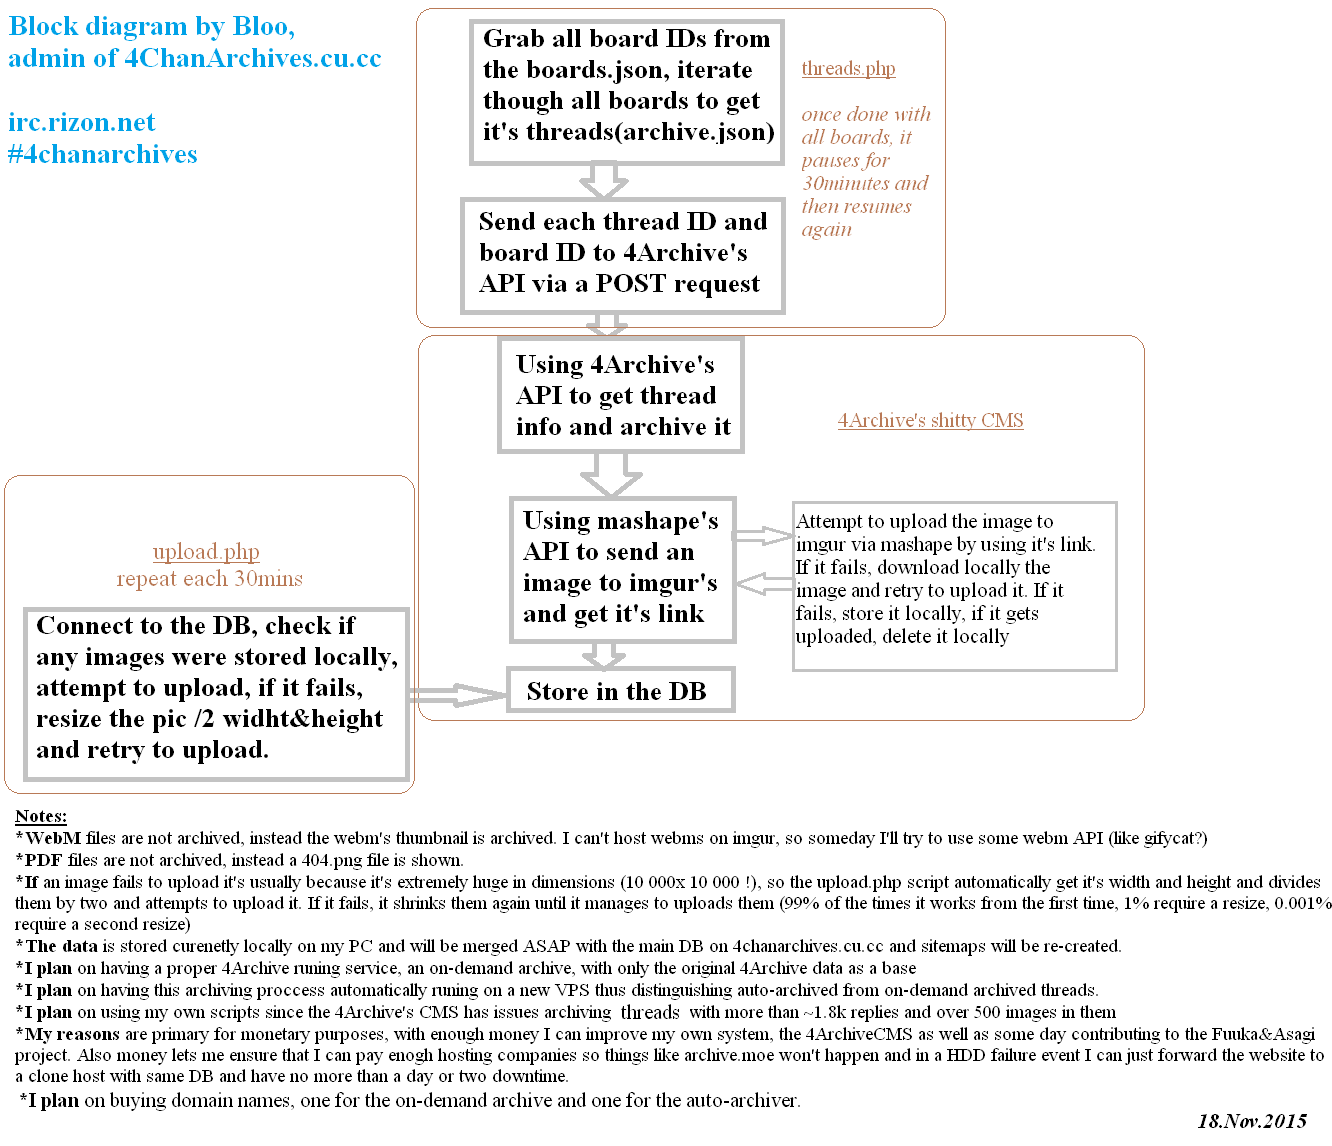 Block diagram by Bloo,
admin of 4ChanArchives.cu.cc
irc.rizon.net
#4chanarchives
Grab all board IDs from
the boards.json, iterate
though all boards to get
it's threads(archive.json)
threads.php
once done with
all boards, it
pauses for
30minutes and
then resumes
again
Send each thread ID and
board ID to 4Archive's
API via a POST request
Using 4Archive's
API to get thread
info and archive it
4Archive's shitty CMS
Using mashape's
API to send an
image to imgur's
and get it's link
Attempt to upload the image to
imgur via mashape by using it's link.
If it fails, download locally the
image and retry to upload it. If it
fails, store it locally, if it gets
uploaded, delete it locally
upload.php
repeat each 30mins
Connect to the DB, check if
any images were stored locally,
attempt to upload, if it fails,
resize the pic /2 widht&height
and retry to upload.
Store in the DB
Notes:
*WebM files are not archived, instead the webm's thumbnail is archived. I can't host webms on imgur, so someday I'll try to use some webm API (like gifycat?)
*PDF files are not archived, instead a 404.png file is shown.
*If an image fails to upload it's usually because it's extremely huge in dimensions (10 000x 10 000 !), so the upload.php script automatically get it's width and height and divides
them by two and attempts to upload it. If it fails, it shrinks them again until it manages to uploads them (99% of the times it works from the first time, 1% require a resize, 0.001%
require a second resize)
*The data is stored curenetly locally on my PC and will be merged ASAP with the main DB on 4chanarchives.cu.cc and sitemaps will be re-created.
*I plan on having a proper 4Archive runing service, an on-demand archive, with only the original 4Archive data as a base
*I plan on having this archiving proccess automatically runing on a new VPS thus distinguishing auto-archived from on-demand archived threads.
*I plan on using my own scripts since the 4Archive's CMS has issues archiving threads with more than ~1.8k replies and over 500 images in them
*My reasons are primary for monetary purposes, with enough money I can improve my own system, the 4ArchiveCMS as well as some day contributing to the Fuuka&Asagi
project. Also money lets me ensure that I can pay enogh hosting companies so things like archive.moe won't happen and in a HDD failure event I can just forward the website to
a clone host with same DB and have no more than a day or two downtime.
*I plan on buying domain names, one for the on-demand archive and one for the auto-archiver.
18.Nov.2015